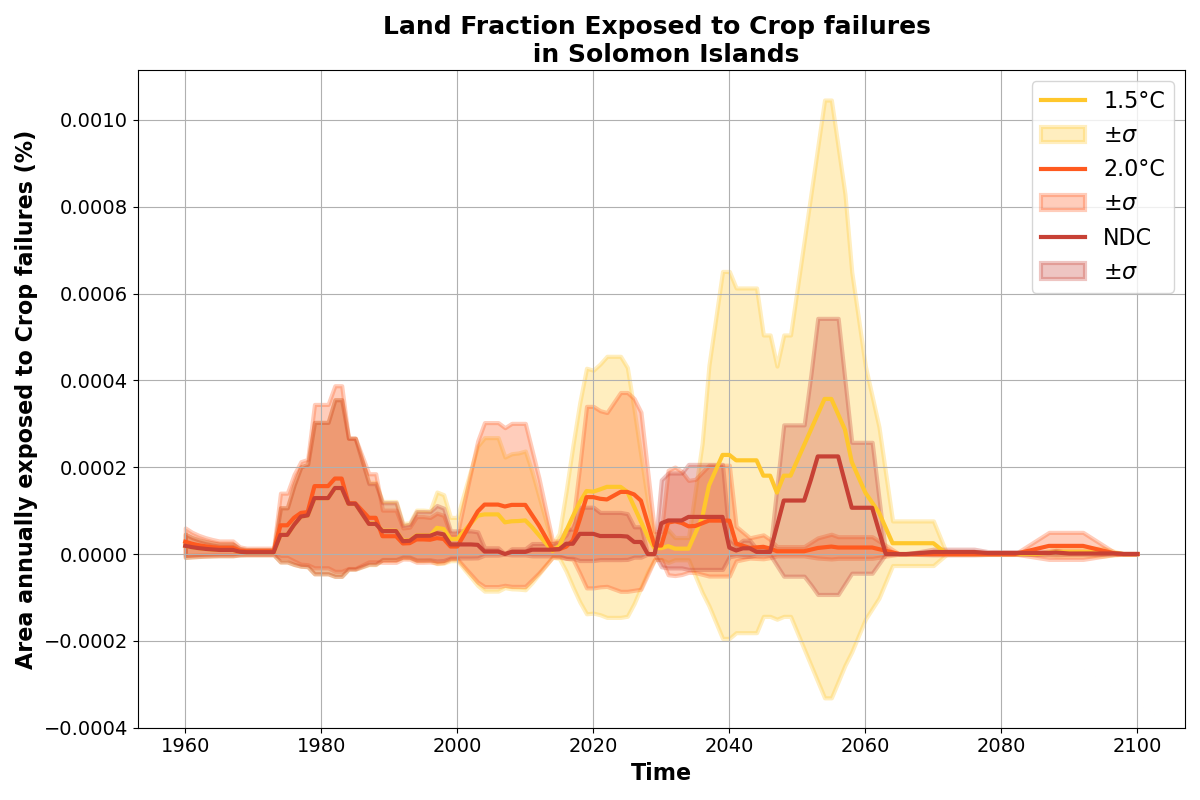 Land Fraction Exposed to Crop failures
in Solomon Islands
Area annually exposed to Crop failures (%)
0.0010
0.0008
0.0006
0.0004
0.0002
0.0000
−0.0002
−0.0004
1.5°C
±σ
2.0°C
±σ
NDC
±σ
1960
1980
2000
2020
2040
2060
2080
2100
Time